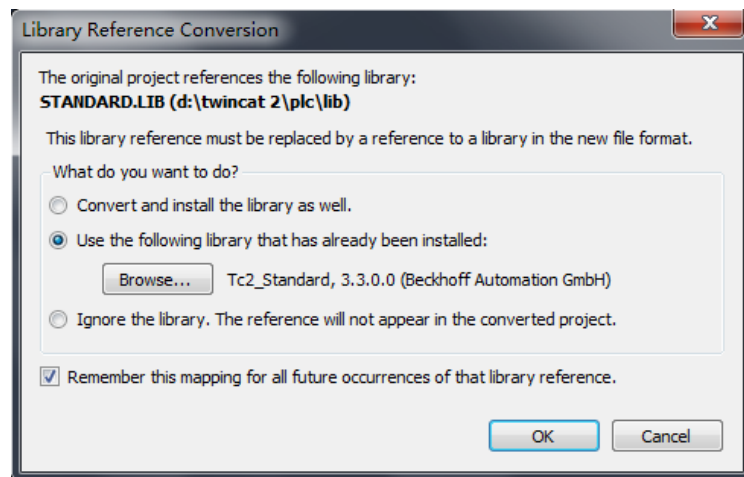 Library Reference Conversion
The original project references the following library:
STANDARD.LIB (d:\twincat 2\plc\lib)
This library reference must be replaced by a reference to a library in the new file format.
What do you want to do?
Convert and install the library as well.
Use the following library that has already been installed:
Browse... Tc2_Standard, 3.3.0.0 (Beckhoff Automation GmbH)
Ignore the library. The reference will not appear in the converted project.
Remember this mapping for all future occurrences of that library reference.
OK Cancel